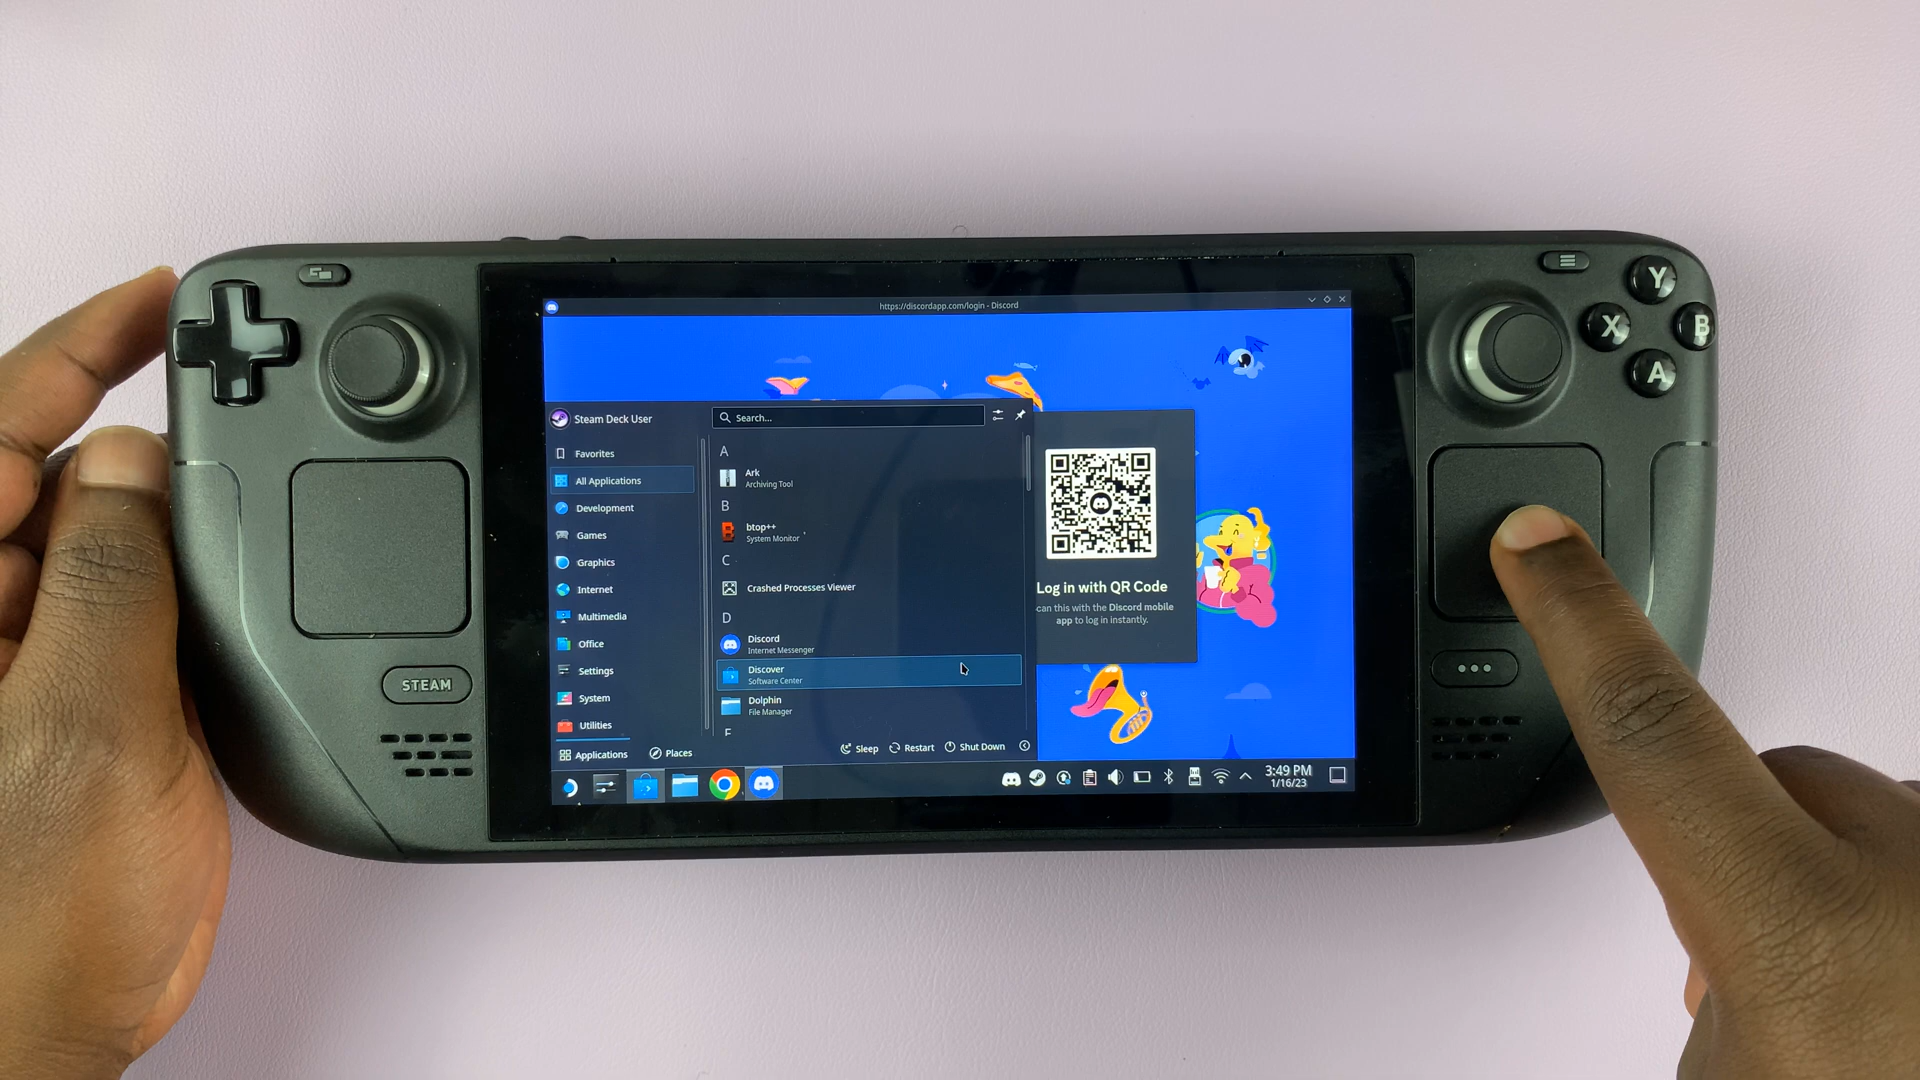 https://discordapp.com/login - Discord
Steam Deck User
Search...
Favorites
All Applications
Development
Games
Graphics
Internet
Multimedia
Office
Settings
System
Utilities
A
Ark
Archiving Tool
B
btop++
System Monitor
C
Crashed Processes Viewer
D
Discord
Internet Messenger
Discover
Software Center
Dolphin
File Manager
Applications
Places
Sleep
Restart
Shut Down
Log in with QR Code
can this with the Discord mobile
app to log in instantly.
3:49 PM
1/16/23
STEAM
Y
X
B
A